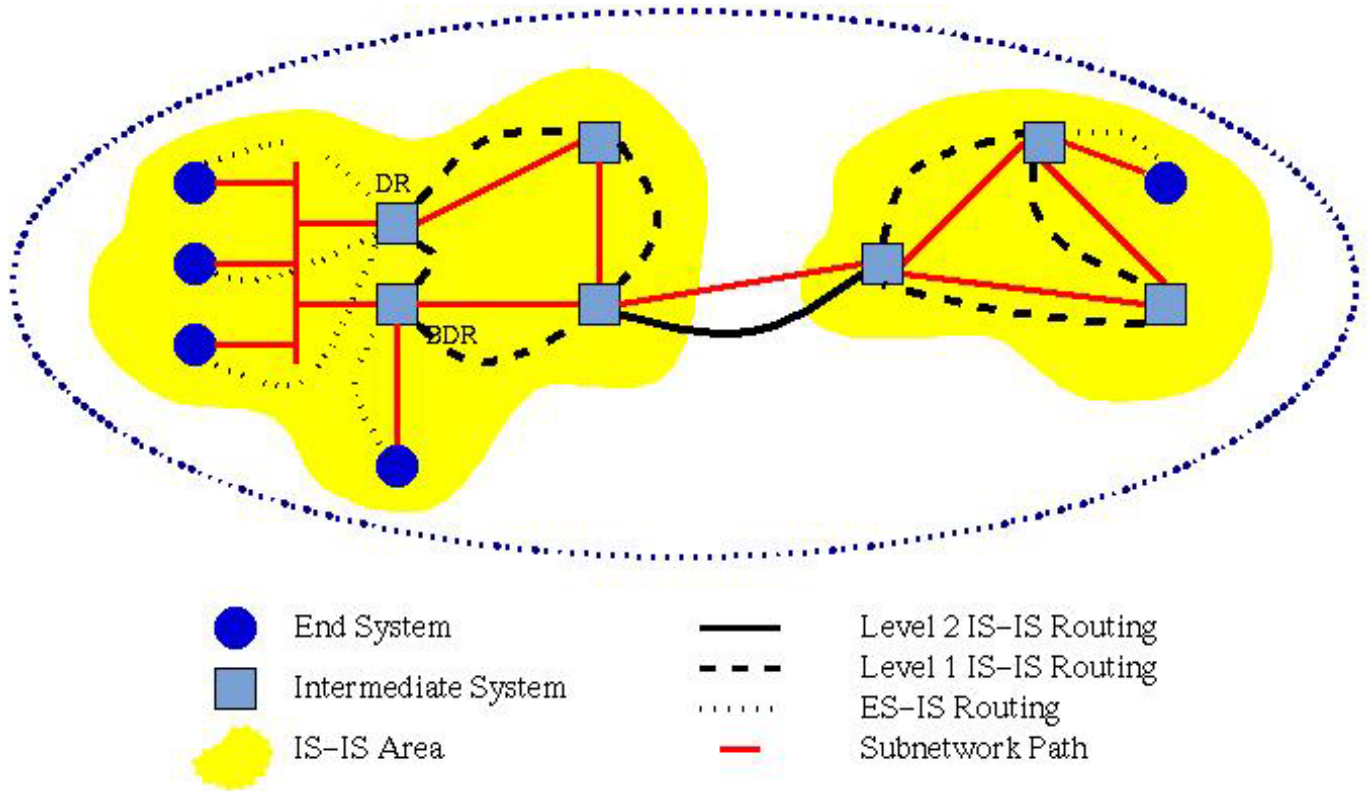 DR
BDR
End System
Intermediate System
IS–IS Area
Level 2 IS–IS Routing
Level 1 IS–IS Routing
ES–IS Routing
Subnetwork Path